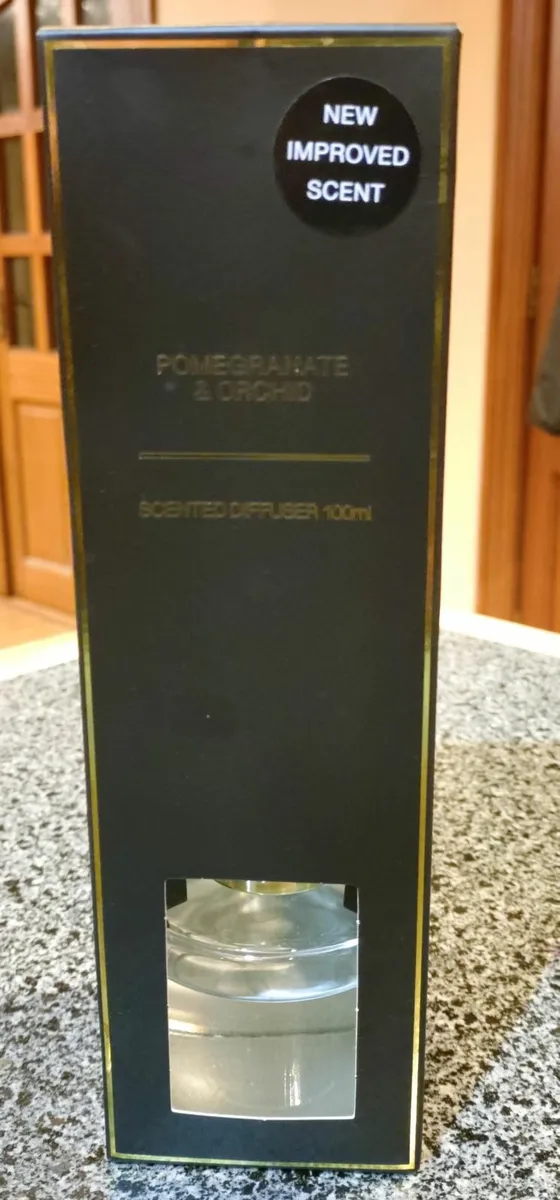 NEW
IMPROVED
SCENT
POMEGRANATE
& ORCHID
SCENTED DIFFUSER 100ml